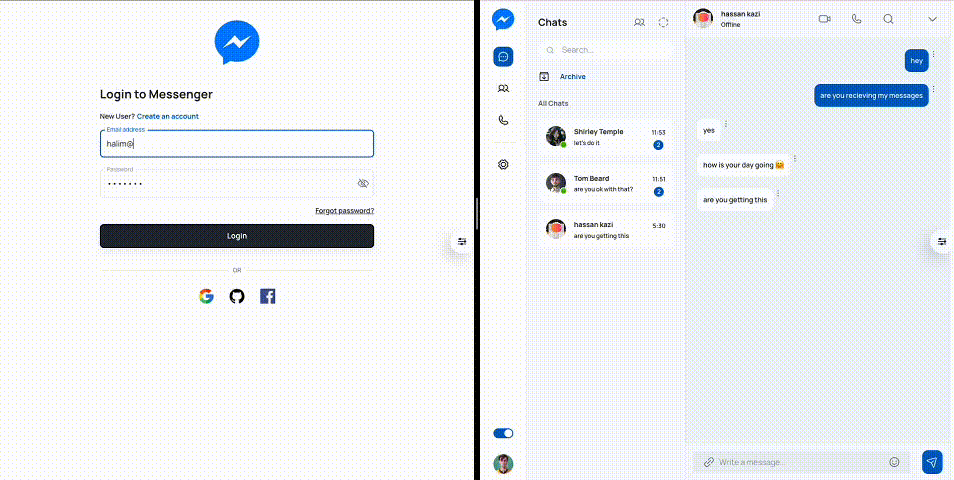 Login to Messenger
New User? Create an account
Email address
halim@
Password
Forgot password?
Login
OR
Chats
Search...
Archive
All Chats
Shirley Temple
11:53
let's do it
2
Tom Beard
11:51
are you ok with that?
2
hassan kazi
5:30
are you getting this
hassan kazi
Offline
hey
are you recieving my messages
yes
how is your day going 🤗
are you getting this
Write a message...